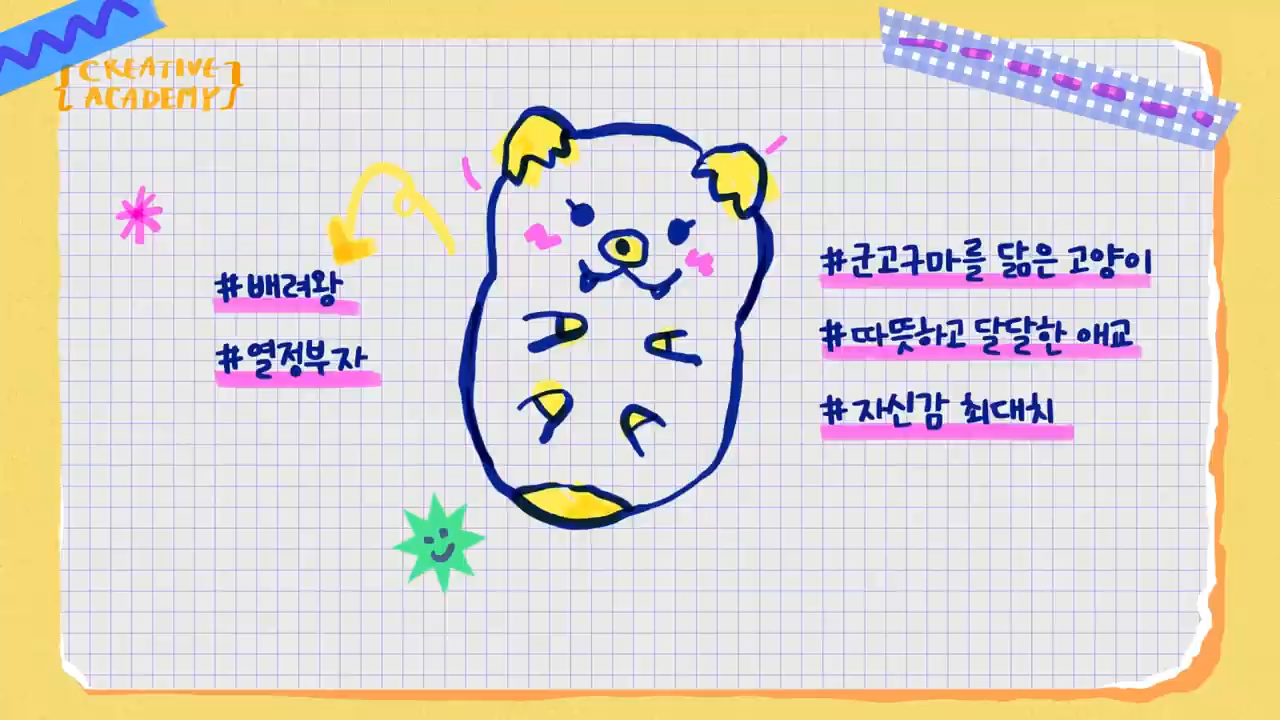 {CREATIVE
ACADEMY}
#배려왕
#열정부자
#군고구마를 닮은 고양이
#따뜻하고 달달한 애교
#자신감 최대치